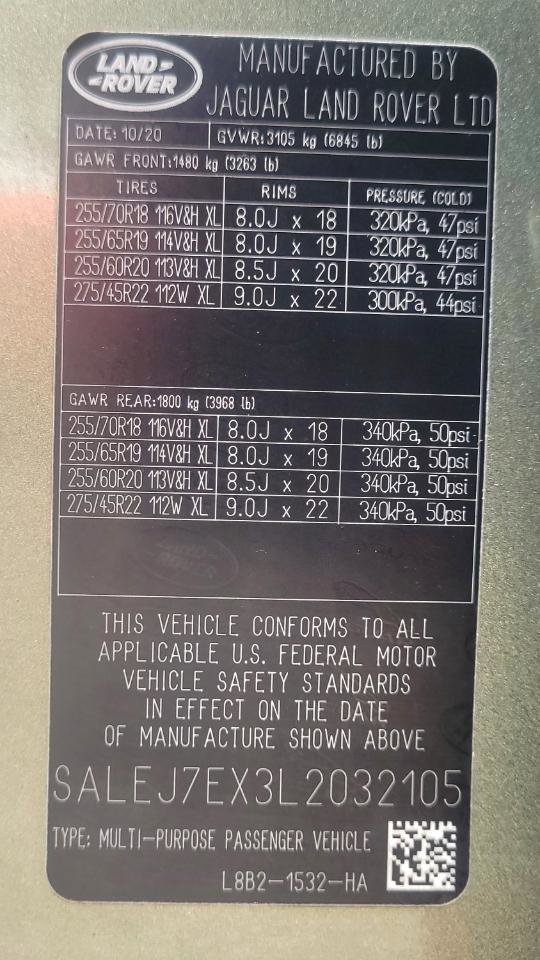 LAND
ROVER
MANUFACTURED BY
JAGUAR LAND ROVER LTD
DATE: 10/20 GVWR:3105 kg (6845 lb)
GAWR FRONT:1480 kg (3263 lb)
TIRES RIMS PRESSURE (COLD)
255/70R18 116V&H XL 8.0J x 18 320kPa, 47psi
255/65R19 114V&H XL 8.0J x 19 320kPa, 47psi
255/60R20 113V&H XL 8.5J x 20 320kPa, 47psi
275/45R22 112W XL 9.0J x 22 300kPa, 44psi
GAWR REAR:1800 kg (3968 lb)
255/70R18 116V&H XL 8.0J x 18 340kPa, 50psi
255/65R19 114V&H XL 8.0J x 19 340kPa, 50psi
255/60R20 113V&H XL 8.5J x 20 340kPa, 50psi
275/45R22 112W XL 9.0J x 22 340kPa, 50psi
LAND
ROVER
THIS VEHICLE CONFORMS TO ALL
APPLICABLE U.S. FEDERAL MOTOR
VEHICLE SAFETY STANDARDS
IN EFFECT ON THE DATE
OF MANUFACTURE SHOWN ABOVE
SALEJ7EX3L2032105
TYPE: MULTI-PURPOSE PASSENGER VEHICLE
L8B2-1532-HA